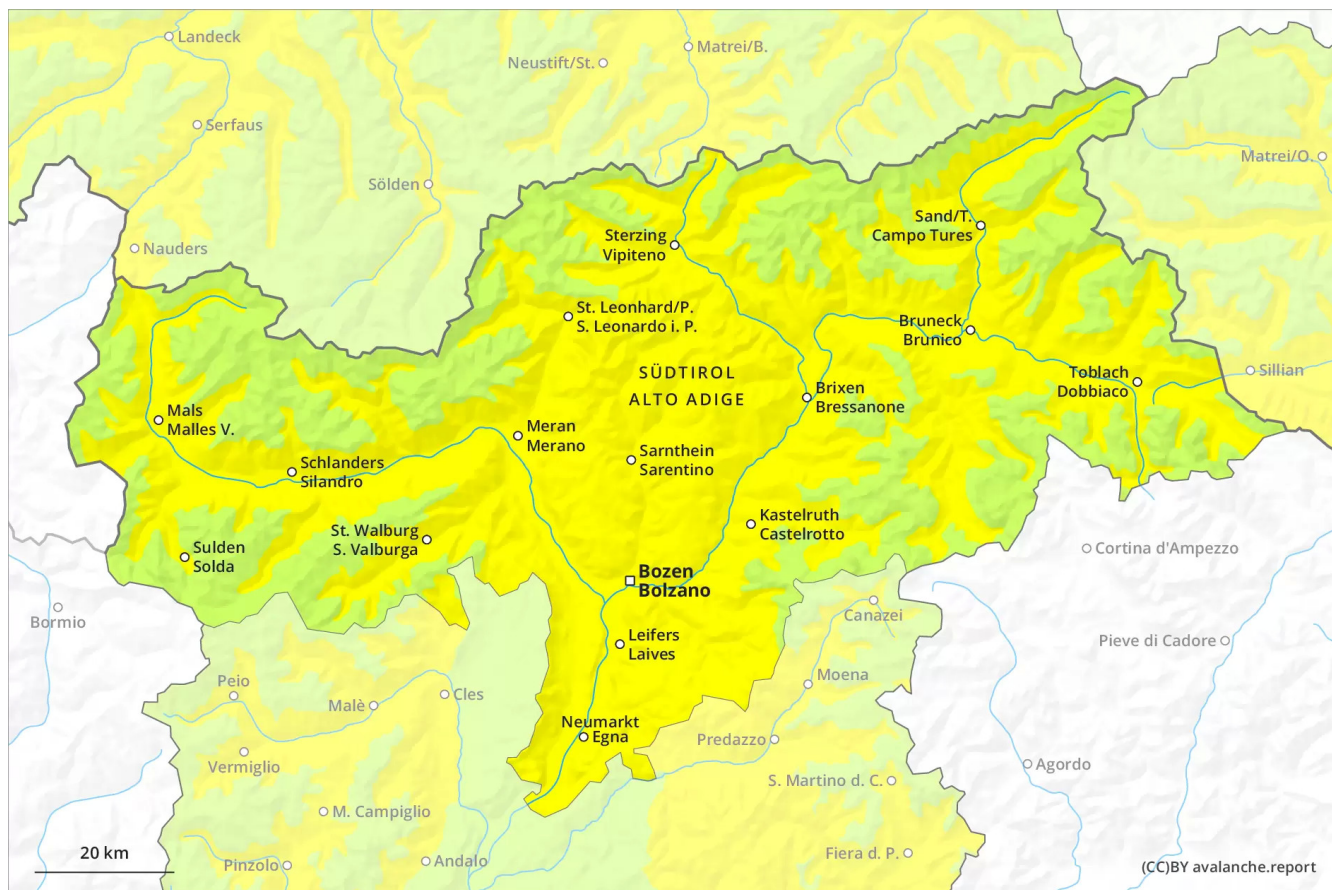 Landeck
Matrei/B.
Neustift/St.
Serfaus
Matrei/O.
Sölden
Sand/T.
Campo Tures
Nauders
Sterzing
Vipiteno
St. Leonhard/P.
S. Leonardo i. P.
Bruneck
Brunico
SÜDTIROL
ALTO ADIGE
Toblach
Dobbiaco
Sillian
Brixen
Bressanone
Mals
Malles V.
Meran
Merano
Sarnthein
Sarentino
Schlanders
Silandro
Kastelruth
Castelrotto
St. Walburg
S. Valburga
Sulden
Solda
Cortina d'Ampezzo
Bozen
Bolzano
Bormio
Canazei
Leifers
Laives
Pieve di Cadore
Peio
Cles
Moena
Malè
Neumarkt
Egna
Predazzo
Vermiglio
Agordo
S. Martino d. C.
M. Campiglio
20 km
Pinzolo
Andalo
Fiera d. P.
(CC)BY avalanche.report